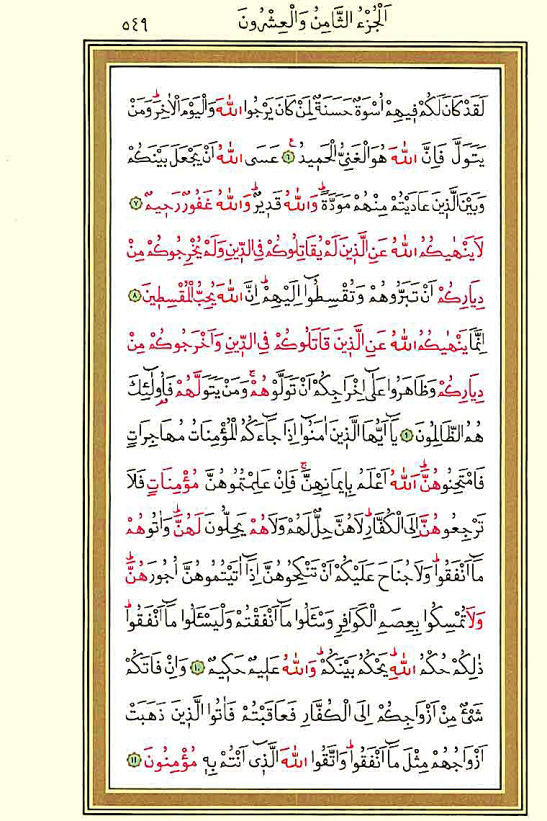 اَلْجُزْءُ الثَّامِنُ وَالْعِشْرُونَ
٥٤٩
لَقَدْ كَانَ لَكُمْ ف۪يهِمْ اُسْوَةٌ حَسَنَةٌ لِمَنْ كَانَ يَرْجُوا اللّٰهَ وَالْيَوْمَ الْاٰخِرَۜ وَمَنْ
يَتَوَلَّ فَاِنَّ اللّٰهَ هُوَ الْغَنِيُّ الْحَم۪يدُ۟ ﴿٦﴾ عَسَى اللّٰهُ اَنْ يَجْعَلَ بَيْنَكُمْ
وَبَيْنَ الَّذ۪ينَ عَادَيْتُمْ مِنْهُمْ مَوَدَّةًۜ وَاللّٰهُ قَد۪يرٌۜ وَاللّٰهُ غَفُورٌ رَح۪يمٌ ﴿٧﴾
لَا يَنْهٰيكُمُ اللّٰهُ عَنِ الَّذ۪ينَ لَمْ يُقَاتِلُوكُمْ فِي الدّ۪ينِ وَلَمْ يُخْرِجُوكُمْ مِنْ
دِيَارِكُمْ اَنْ تَبَرُّوهُمْ وَتُقْسِطُٓوا اِلَيْهِمْۜ اِنَّ اللّٰهَ يُحِبُّ الْمُقْسِط۪ينَ ﴿٨﴾
اِنَّمَا يَنْهٰيكُمُ اللّٰهُ عَنِ الَّذ۪ينَ قَاتَلُوكُمْ فِي الدّ۪ينِ وَاَخْرَجُوكُمْ مِنْ
دِيَارِكُمْ وَظَاهَرُوا عَلٰٓى اِخْرَاجِكُمْ اَنْ تَوَلَّوْهُمْۚ وَمَنْ يَتَوَلَّهُمْ فَاُو۬لٰٓئِكَ
هُمُ الظَّالِمُونَ ﴿٩﴾ يَٓا اَيُّهَا الَّذ۪ينَ اٰمَنُٓوا اِذَا جَٓاءَكُمُ الْمُؤْمِنَاتُ مُهَاجِرَاتٍ
فَامْتَحِنُوهُنَّۜ اَللّٰهُ اَعْلَمُ بِا۪يمَانِهِنَّۚ فَاِنْ عَلِمْتُمُوهُنَّ مُؤْمِنَاتٍ فَلَا
تَرْجِعُوهُنَّ اِلَى الْكُفَّارِۜ لَا هُنَّ حِلٌّ لَهُمْ وَلَا هُمْ يَحِلُّونَ لَهُنَّۜ وَاٰتُوهُمْ
مَٓا اَنْفَقُواۜ وَلَا جُنَاحَ عَلَيْكُمْ اَنْ تَنْكِحُوهُنَّ اِذَٓا اٰتَيْتُمُوهُنَّ اُجُورَهُنَّۜ
وَلَا تُمْسِكُوا بِعِصَمِ الْكَوَافِرِ وَسْـَٔلُوا مَٓا اَنْفَقْتُمْ وَلْيَسْـَٔلُوا مَٓا اَنْفَقُواۜ
ذٰلِكُمْ حُكْمُ اللّٰهِۜ يَحْكُمُ بَيْنَكُمْۜ وَاللّٰهُ عَل۪يمٌ حَك۪يمٌ ﴿١٠﴾ وَاِنْ فَاتَكُمْ
شَيْءٌ مِنْ اَزْوَاجِكُمْ اِلَى الْكُفَّارِ فَعَاقَبْتُمْ فَاٰتُوا الَّذ۪ينَ ذَهَبَتْ
اَزْوَاجُهُمْ مِثْلَ مَٓا اَنْفَقُواۜ وَاتَّقُوا اللّٰهَ الَّذ۪ٓي اَنْتُمْ بِه۪ مُؤْمِنُونَ ﴿١١﴾